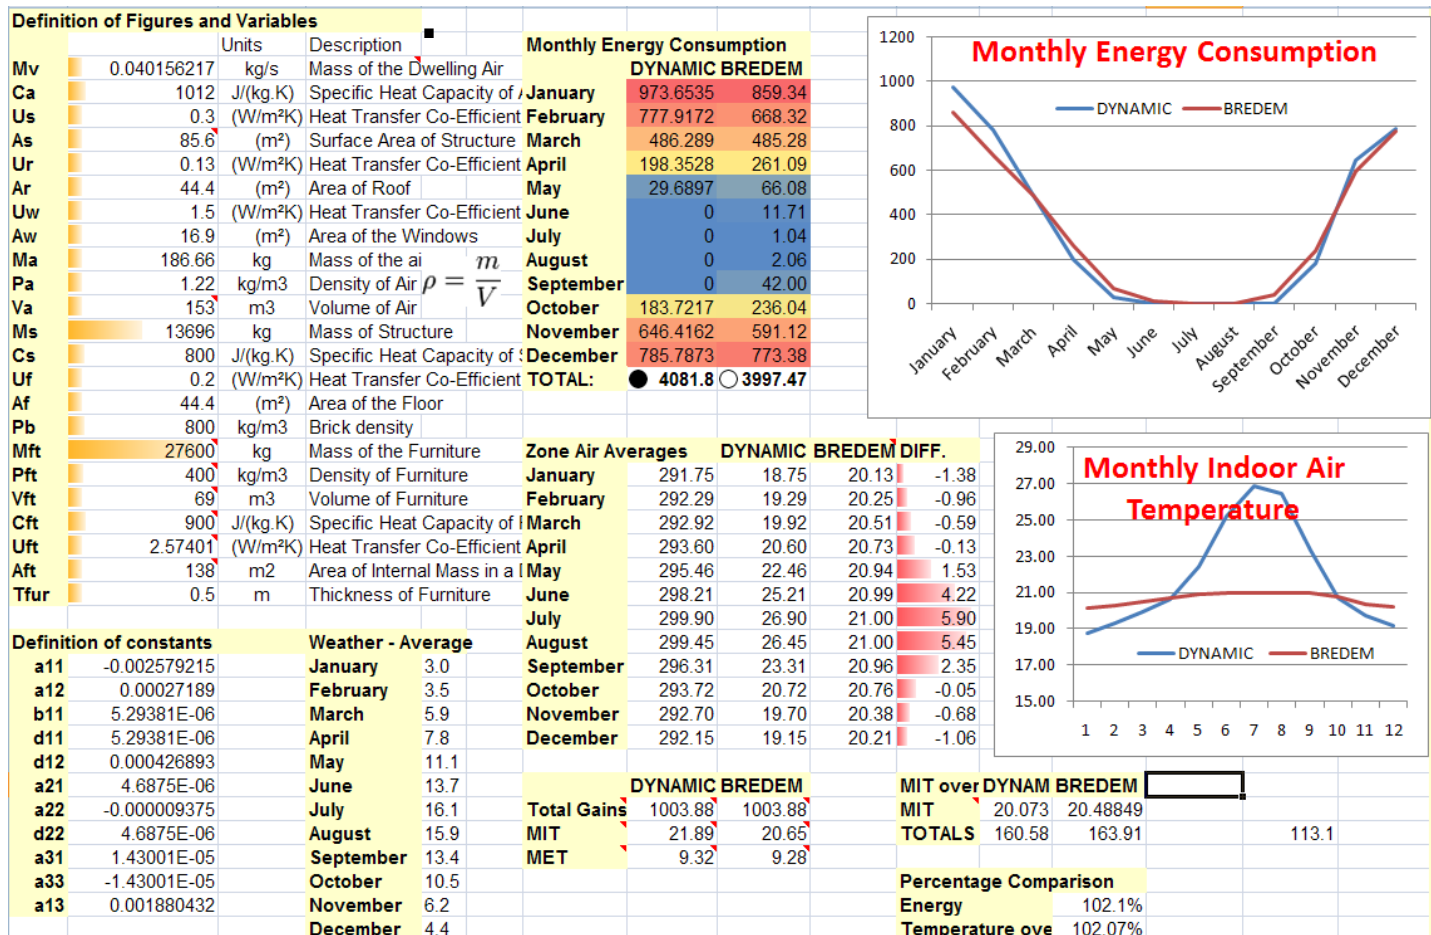 Definition of Figures and Variables
Units Description
Mv 0.040156217 kg/s Mass of the Dwelling Air
Ca 1012 J/(kg.K) Specific Heat Capacity of
Us 0.3 (W/m²K) Heat Transfer Co-Efficient
As 85.6 (m²) Surface Area of Structure
Ur 0.13 (W/m²K) Heat Transfer Co-Efficient
Ar 44.4 (m²) Area of Roof
Uw 1.5 (W/m²K) Heat Transfer Co-Efficient
Aw 16.9 (m²) Area of the Windows
Ma 186.66 kg Mass of the ai
Pa 1.22 kg/m3 Density of Air
ρ = m/V
Va 153 m3 Volume of Air
Ms 13696 kg Mass of Structure
Cs 800 J/(kg.K) Specific Heat Capacity of
Uf 0.2 (W/m²K) Heat Transfer Co-Efficient
Af 44.4 (m²) Area of the Floor
Pb 800 kg/m3 Brick density
Mft 27600 kg Mass of the Furniture
Pft 400 kg/m3 Density of Furniture
Vft 69 m3 Volume of Furniture
Cft 900 J/(kg.K) Specific Heat Capacity of
Uft 2.57401 (W/m²K) Heat Transfer Co-Efficient
Aft 138 m2 Area of Internal Mass in a
Tfur 0.5 m Thickness of Furniture
Monthly Energy Consumption
DYNAMIC BREDEM
January 973.6535 859.34
February 777.9172 668.32
March 486.289 485.28
April 198.3528 261.09
May 29.6897 66.08
June 0 11.71
July 0 1.04
August 0 2.06
September 0 42.00
October 183.7217 236.04
November 646.4162 591.12
December 785.7873 773.38
TOTAL: 4081.8 3997.47
Monthly Energy Consumption
DYNAMIC BREDEM
1200
1000
800
600
400
200
0
January February March April May June July August September October November December
Zone Air Averages DYNAMIC BREDEM DIFF.
January 291.75 18.75 20.13 -1.38
February 292.29 19.29 20.25 -0.96
March 292.92 19.92 20.51 -0.59
April 293.60 20.60 20.73 -0.13
May 295.46 22.46 20.94 1.53
June 298.21 25.21 20.99 4.22
July 299.90 26.90 21.00 5.90
August 299.45 26.45 21.00 5.45
September 296.31 23.31 20.96 2.35
October 293.72 20.72 20.76 -0.05
November 292.70 19.70 20.38 -0.68
December 292.15 19.15 20.21 -1.06
Monthly Indoor Air
Temperature
DYNAMIC BREDEM
29.00
27.00
25.00
23.00
21.00
19.00
17.00
15.00
1 2 3 4 5 6 7 8 9 10 11 12
Definition of constants
a11 -0.002579215
a12 0.00027189
b11 5.29381E-06
d11 5.29381E-06
d12 0.000426893
a21 4.6875E-06
a22 -0.000009375
d22 4.6875E-06
a31 1.43001E-05
a33 -1.43001E-05
a13 0.001880432
Weather - Average
January 3.0
February 3.5
March 5.9
April 7.8
May 11.1
June 13.7
July 16.1
August 15.9
September 13.4
October 10.5
November 6.2
December 4.4
DYNAMIC BREDEM
Total Gains 1003.88 1003.88
MIT 21.89 20.65
MET 9.32 9.28
MIT over DYNAM BREDEM
MIT 20.073 20.48849
TOTALS 160.58 163.91 113.1
Percentage Comparison
Energy 102.1%
Temperature ove 102.07%